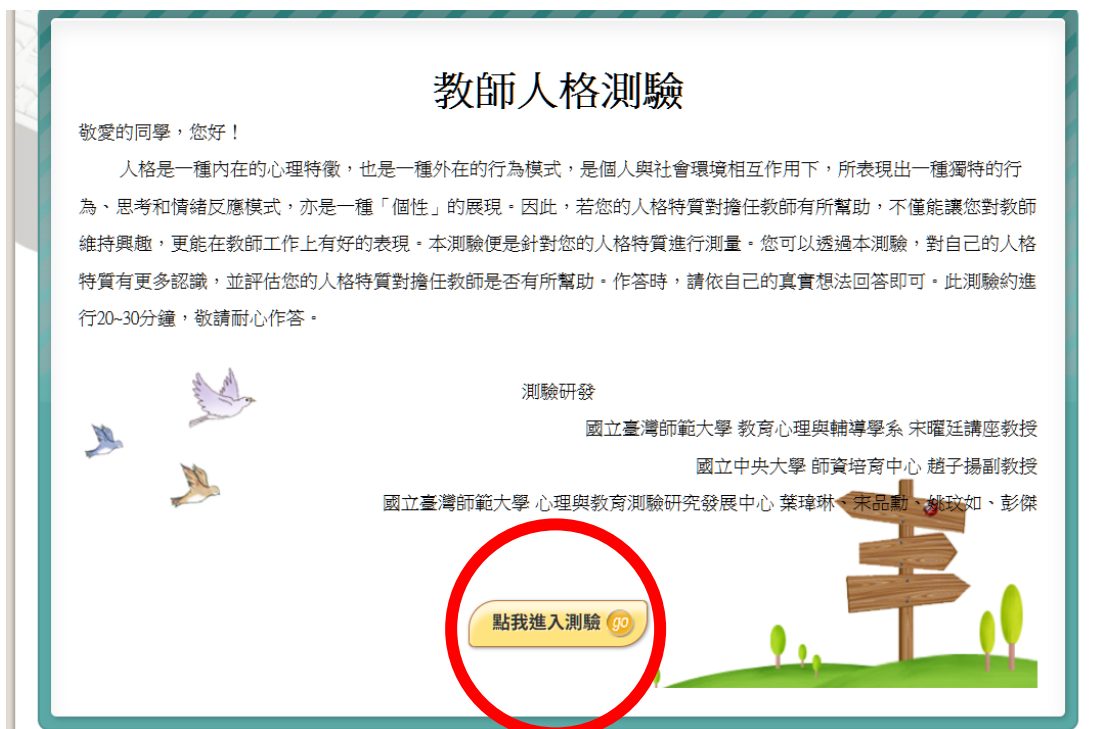 教師人格測驗
敬愛的同學，您好！
人格是一種內在的心理特徵，也是一種外在的行為模式，是個人與社會環境相互作用下，所表現出一種獨特的行
為、思考和情緒反應模式，亦是一種「個性」的展現。因此，若您的人格特質對擔任教師有所幫助，不僅能讓您對教師
維持興趣，更能在教師工作上有好的表現。本測驗便是針對您的人格特質進行測量。您可以透過本測驗，對自己的人格
特質有更多認識，並評估您的人格特質對擔任教師是否有所幫助。作答時，請依自己的真實想法回答即可。此測驗約進
行20~30分鐘，敬請耐心作答。
測驗研發
國立臺灣師範大學 教育心理與輔導學系 宋曜廷講座教授
國立中央大學 師資培育中心 趙子揚副教授
國立臺灣師範大學 心理與教育測驗研究發展中心 葉瑋琳、宋品勳、姚玟如、彭傑
點我進入測驗 go